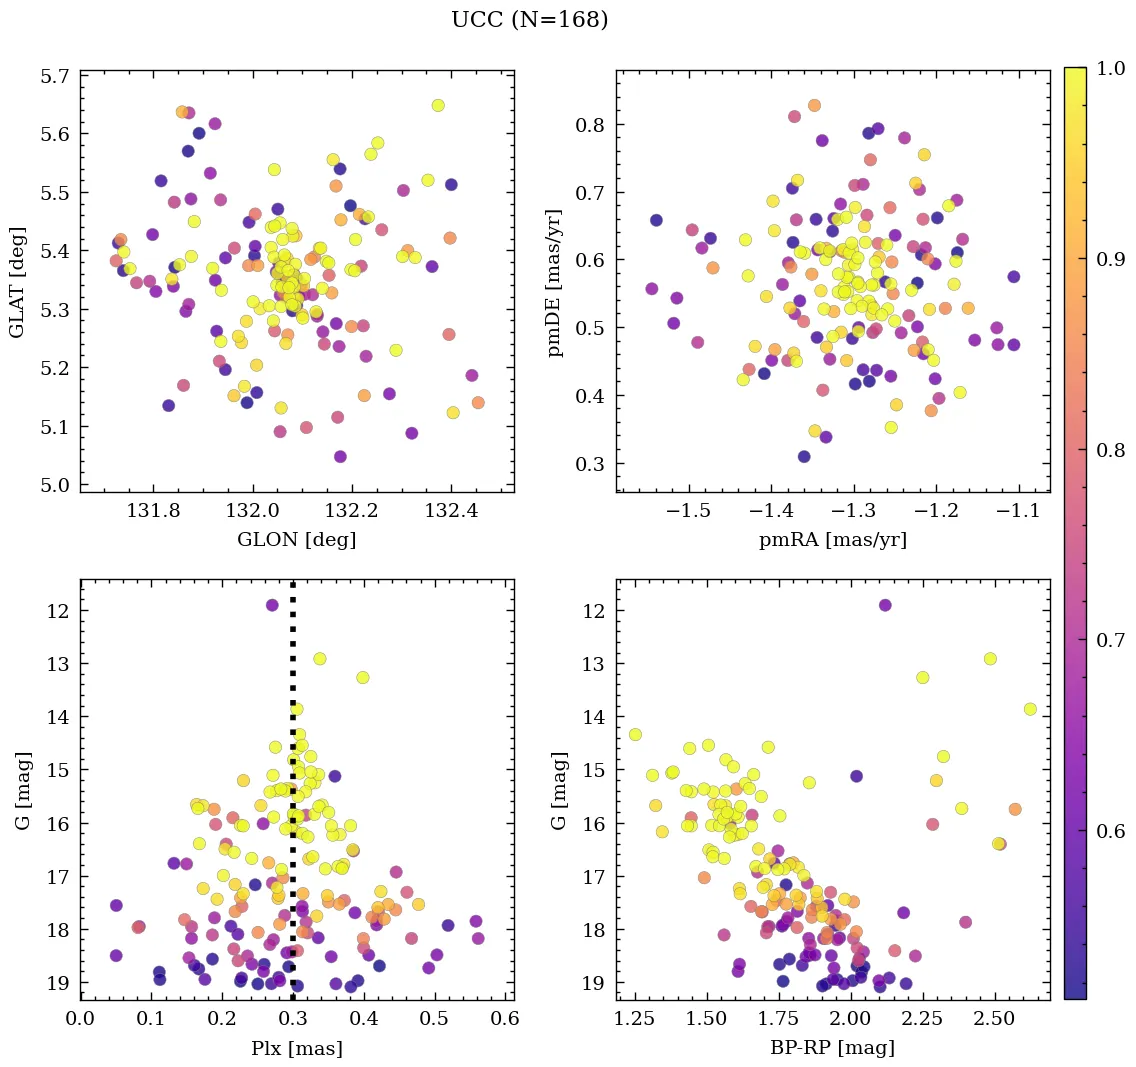 UCC (N=168)
5.7
5.6
5.5
5.4
5.3
5.2
5.1
5.0
GLAT [deg]
131.8 132.0 132.2 132.4
GLON [deg]
0.8
0.7
0.6
0.5
0.4
0.3
pmDE [mas/yr]
−1.5 −1.4 −1.3 −1.2 −1.1
pmRA [mas/yr]
1.0
0.9
0.8
0.7
0.6
12
13
14
15
16
17
18
19
G [mag]
0.0 0.1 0.2 0.3 0.4 0.5 0.6
Plx [mas]
12
13
14
15
16
17
18
19
G [mag]
1.25 1.50 1.75 2.00 2.25 2.50
BP-RP [mag]